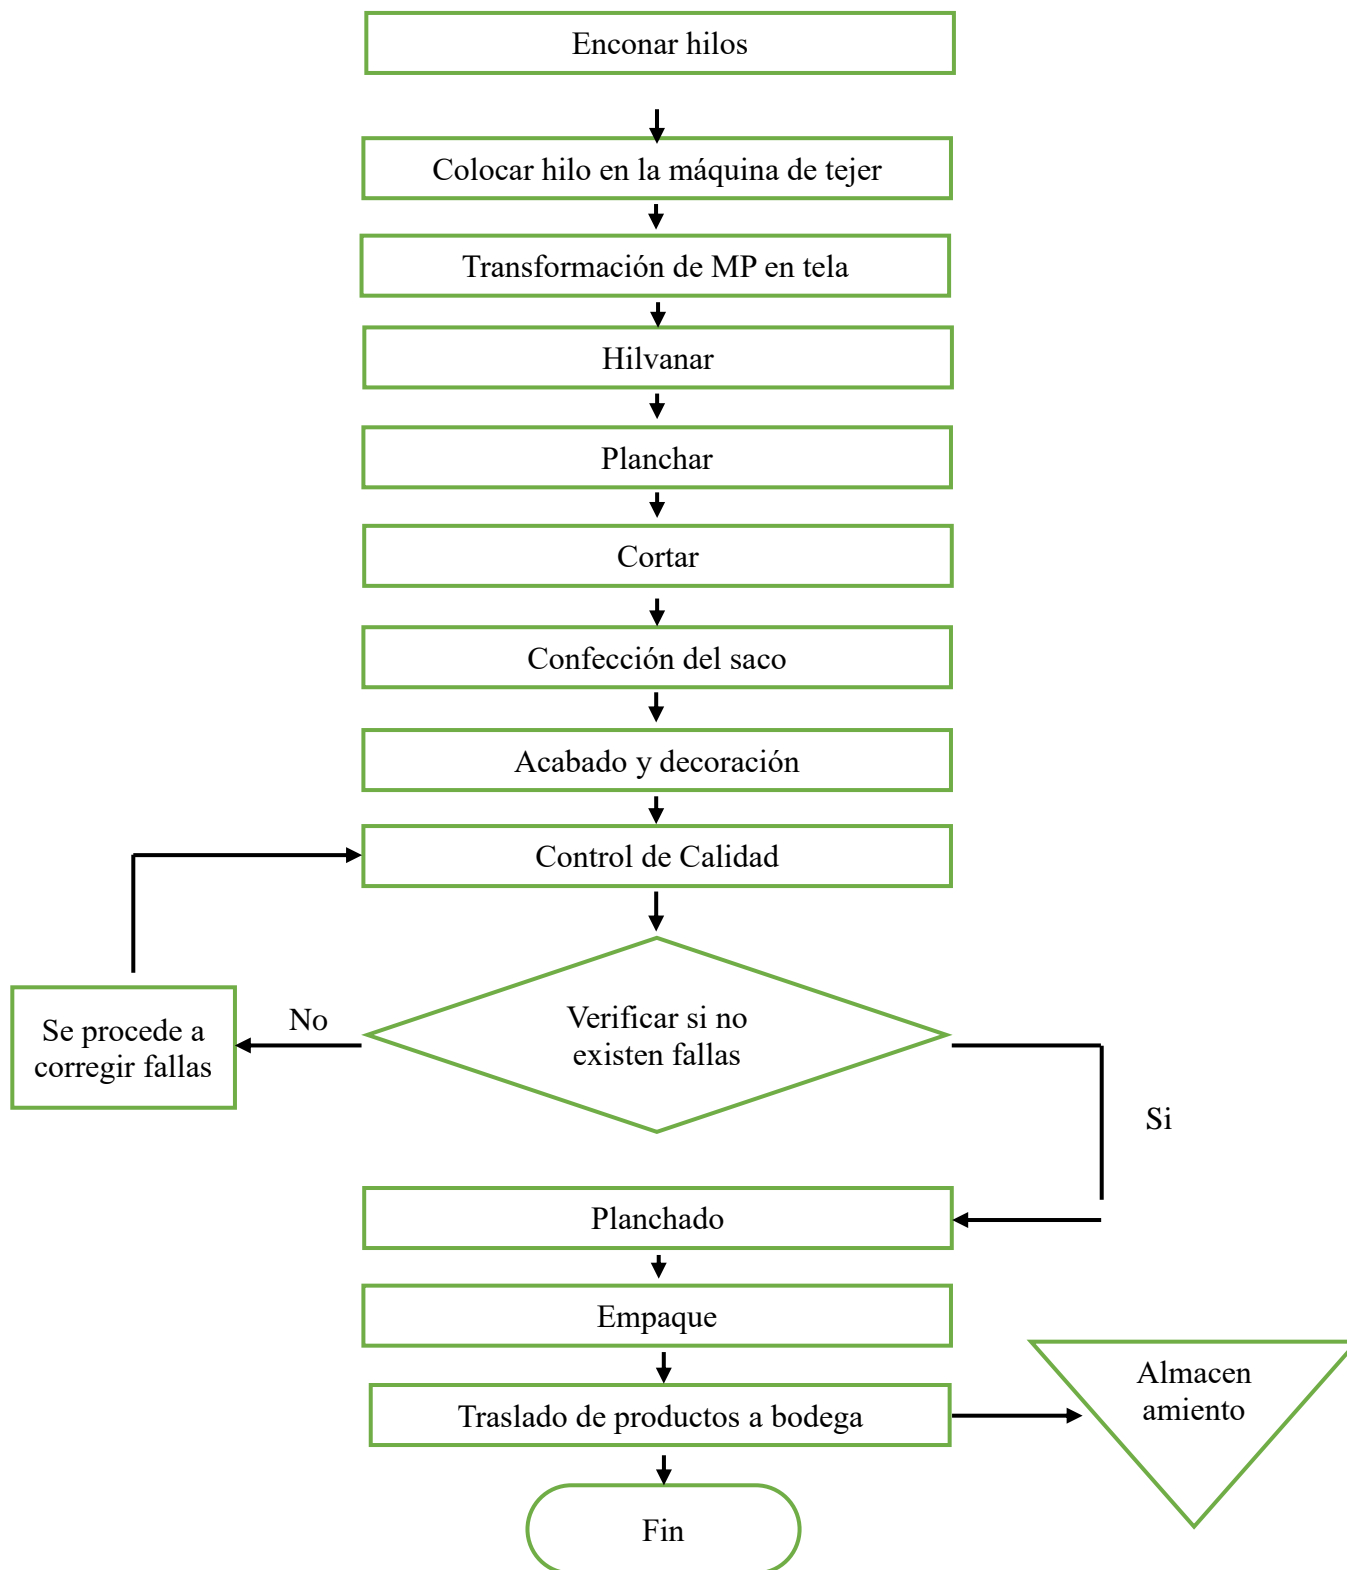 Enconar hilos
Colocar hilo en la máquina de tejer
Transformación de MP en tela
Hilvanar
Planchar
Cortar
Confección del saco
Acabado y decoración
Control de Calidad
Verificar si no
existen fallas
No
Se procede a
corregir fallas
Si
Planchado
Empaque
Traslado de productos a bodega
Almacen
amiento
Fin